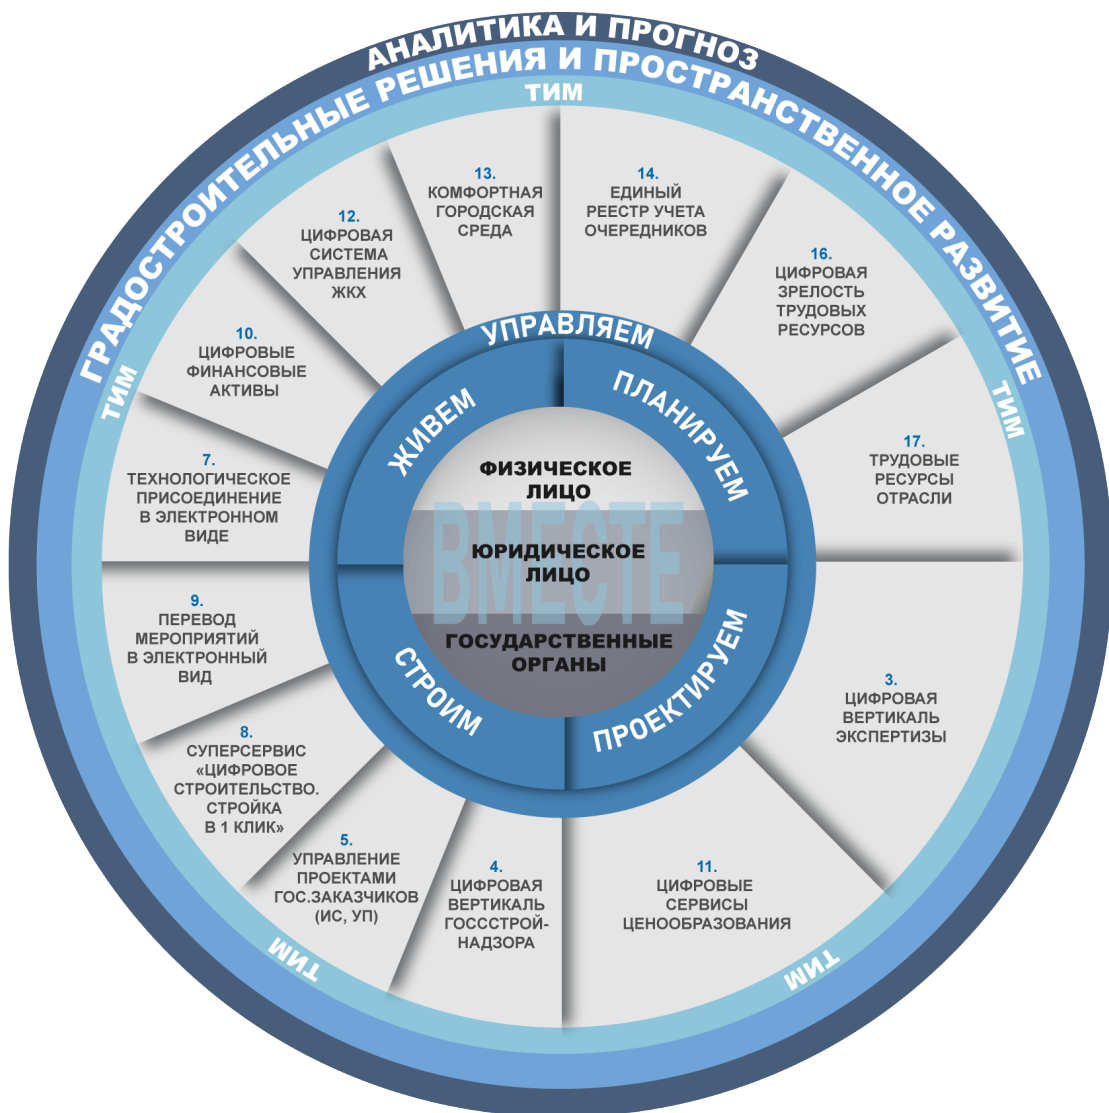 АНАЛИТИКА И ПРОГНОЗ
ГРАДОСТРОИТЕЛЬНЫЕ РЕШЕНИЯ И ПРОСТРАНСТВЕННОЕ РАЗВИТИЕ
ТИМ
ТИМ
ТИМ
ТИМ
ТИМ
13.
КОМФОРТНАЯ
ГОРОДСКАЯ
СРЕДА
14.
ЕДИНЫЙ
РЕЕСТР УЧЕТА
ОЧЕРЕДНИКОВ
12.
ЦИФРОВАЯ
СИСТЕМА
УПРАВЛЕНИЯ
ЖКХ
16.
ЦИФРОВАЯ
ЗРЕЛОСТЬ
ТРУДОВЫХ
РЕСУРСОВ
10.
ЦИФРОВЫЕ
ФИНАНСОВЫЕ
АКТИВЫ
17.
ТРУДОВЫЕ
РЕСУРСЫ
ОТРАСЛИ
7.
ТЕХНОЛОГИЧЕСКОЕ
ПРИСОЕДИНЕНИЕ
В ЭЛЕКТРОННОМ
ВИДЕ
УПРАВЛЯЕМ
ЖИВЕМ
ПЛАНИРУЕМ
СТРОИМ
ПРОЕКТИРУЕМ
ФИЗИЧЕСКОЕ
ЛИЦО
ВМЕСТЕ
ЮРИДИЧЕСКОЕ
ЛИЦО
ГОСУДАРСТВЕННЫЕ
ОРГАНЫ
9.
ПЕРЕВОД
МЕРОПРИЯТИЙ
В ЭЛЕКТРОННЫЙ
ВИД
3.
ЦИФРОВАЯ
ВЕРТИКАЛЬ
ЭКСПЕРТИЗЫ
8.
СУПЕРСЕРВИС
«ЦИФРОВОЕ
СТРОИТЕЛЬСТВО.
СТРОЙКА
В 1 КЛИК»
5.
УПРАВЛЕНИЕ
ПРОЕКТАМИ
ГОС.ЗАКАЗЧИКОВ
(ИС, УП)
4.
ЦИФРОВАЯ
ВЕРТИКАЛЬ
ГОСССТРОЙ-
НАДЗОРА
11.
ЦИФРОВЫЕ
СЕРВИСЫ
ЦЕНООБРАЗОВАНИЯ